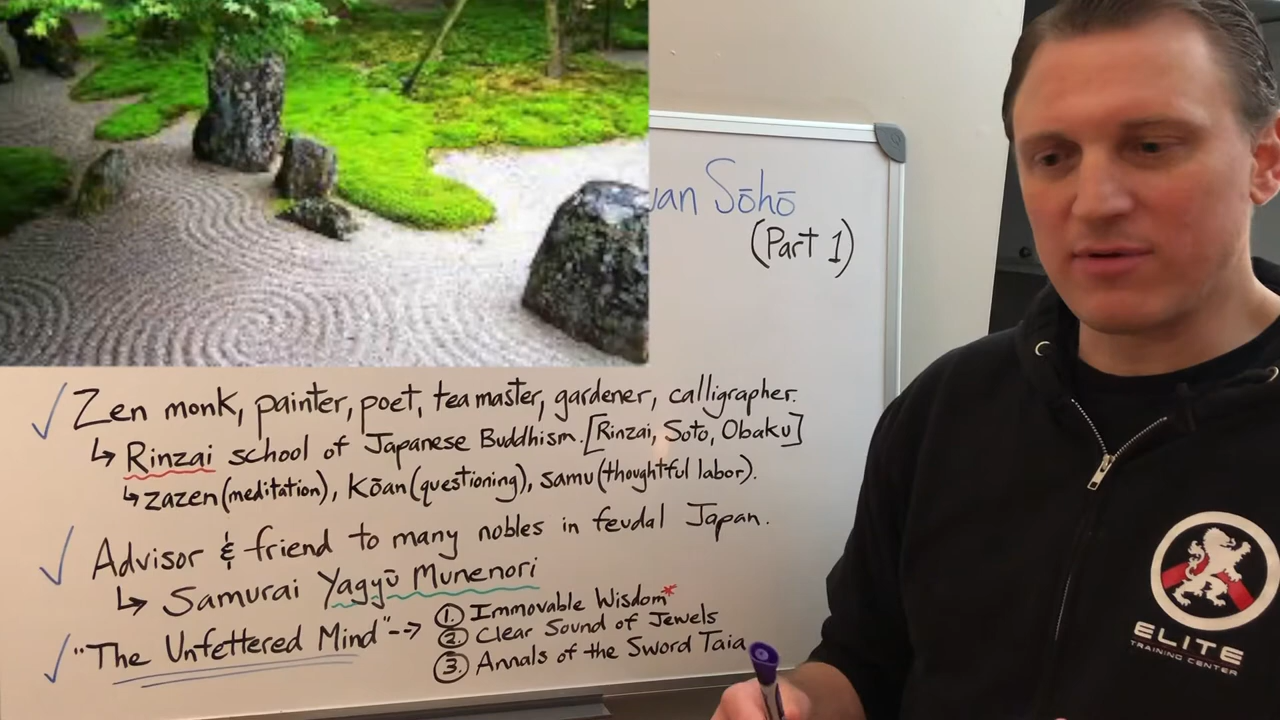 Sōhō
(Part 1)
✓ Zen monk, painter, poet, tea master, gardener, calligrapher.
↳ Rinzai school of Japanese Buddhism. [Rinzai, Soto, Obaku]
↳ zazen (meditation), Kōan (questioning), samu (thoughtful labor).
✓ Advisor & friend to many nobles in feudal Japan.
↳ Samurai Yagyū Munenori
✓ "The Unfettered Mind" --> ① Immovable Wisdom*
② Clear Sound of Jewels
③ Annals of the Sword Taia
ELITE
TRAINING CENTER